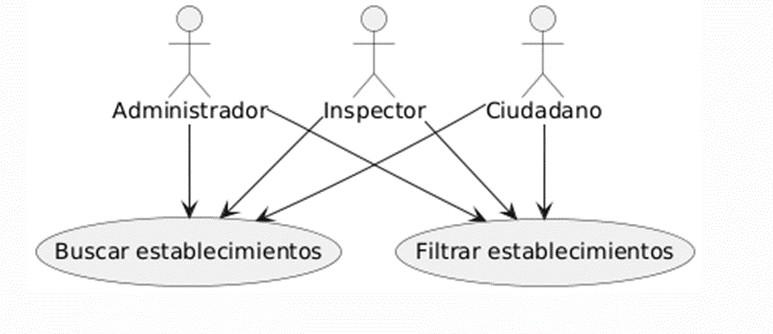 Administrador
Inspector
Ciudadano
Buscar establecimientos
Filtrar establecimientos